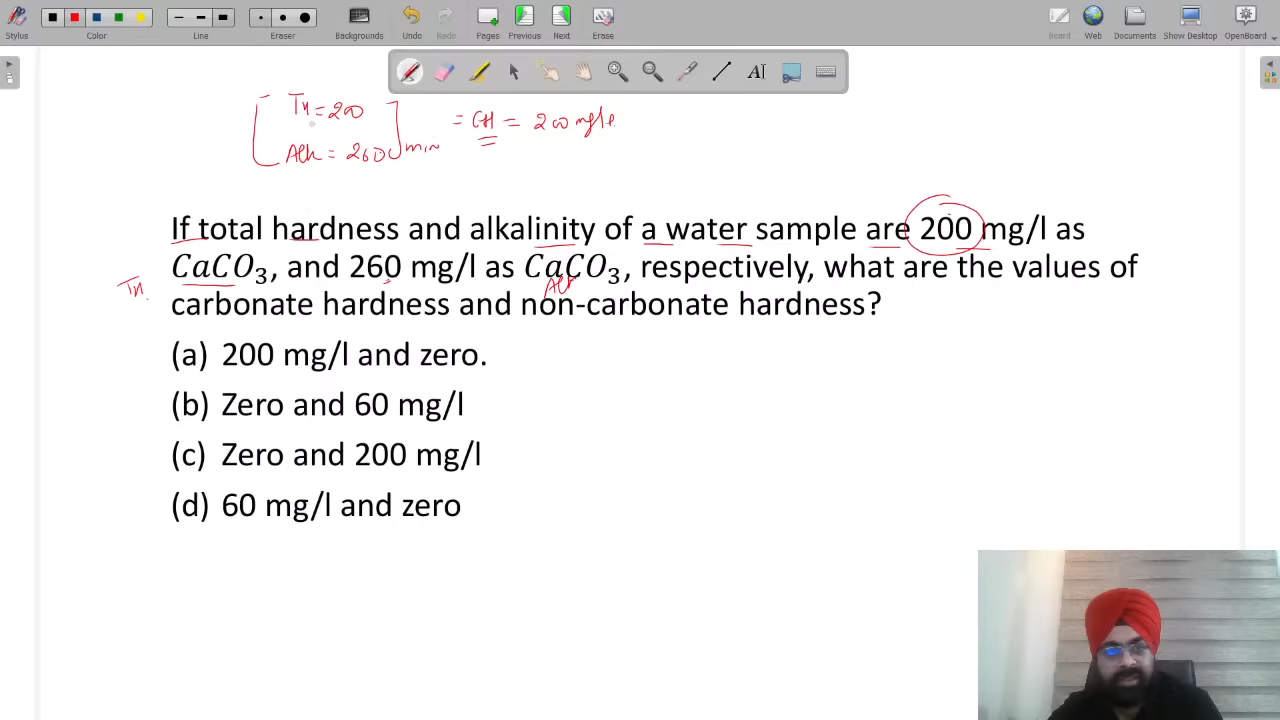 Stylus Color Line Eraser Backgrounds Undo Redo Pages Previous Next Erase Board Web Documents Show Desktop OpenBoard
TH = 200
= CH = 200 mg/l
Alk = 260 min
If total hardness and alkalinity of a water sample are 200 mg/l as
CaCO₃, and 260 mg/l as CaCO₃, respectively, what are the values of
TH
Alk
carbonate hardness and non-carbonate hardness?
(a) 200 mg/l and zero.
(b) Zero and 60 mg/l
(c) Zero and 200 mg/l
(d) 60 mg/l and zero